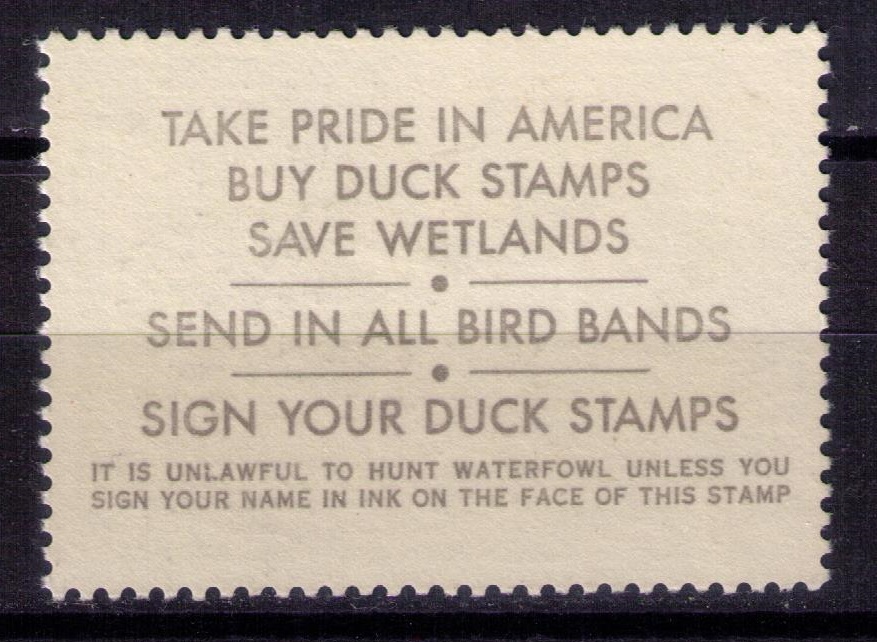 TAKE PRIDE IN AMERICA
BUY DUCK STAMPS
SAVE WETLANDS
SEND IN ALL BIRD BANDS
SIGN YOUR DUCK STAMPS
IT IS UNLAWFUL TO HUNT WATERFOWL UNLESS YOU
SIGN YOUR NAME IN INK ON THE FACE OF THIS STAMP